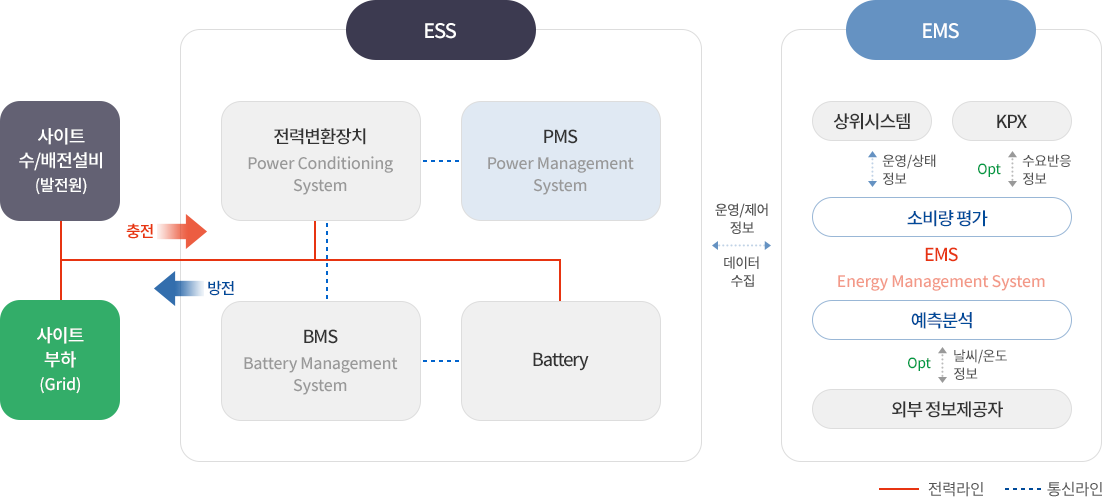 ESS
EMS
사이트
수/배전설비
(발전원)
전력변환장치
Power Conditioning
System
PMS
Power Management
System
충전
방전
사이트
부하
(Grid)
BMS
Battery Management
System
Battery
운영/제어
정보
데이터
수집
상위시스템
KPX
운영/상태
정보
Opt
수요반응
정보
소비량 평가
EMS
Energy Management System
예측분석
Opt
날씨/온도
정보
외부 정보제공자
전력라인
통신라인